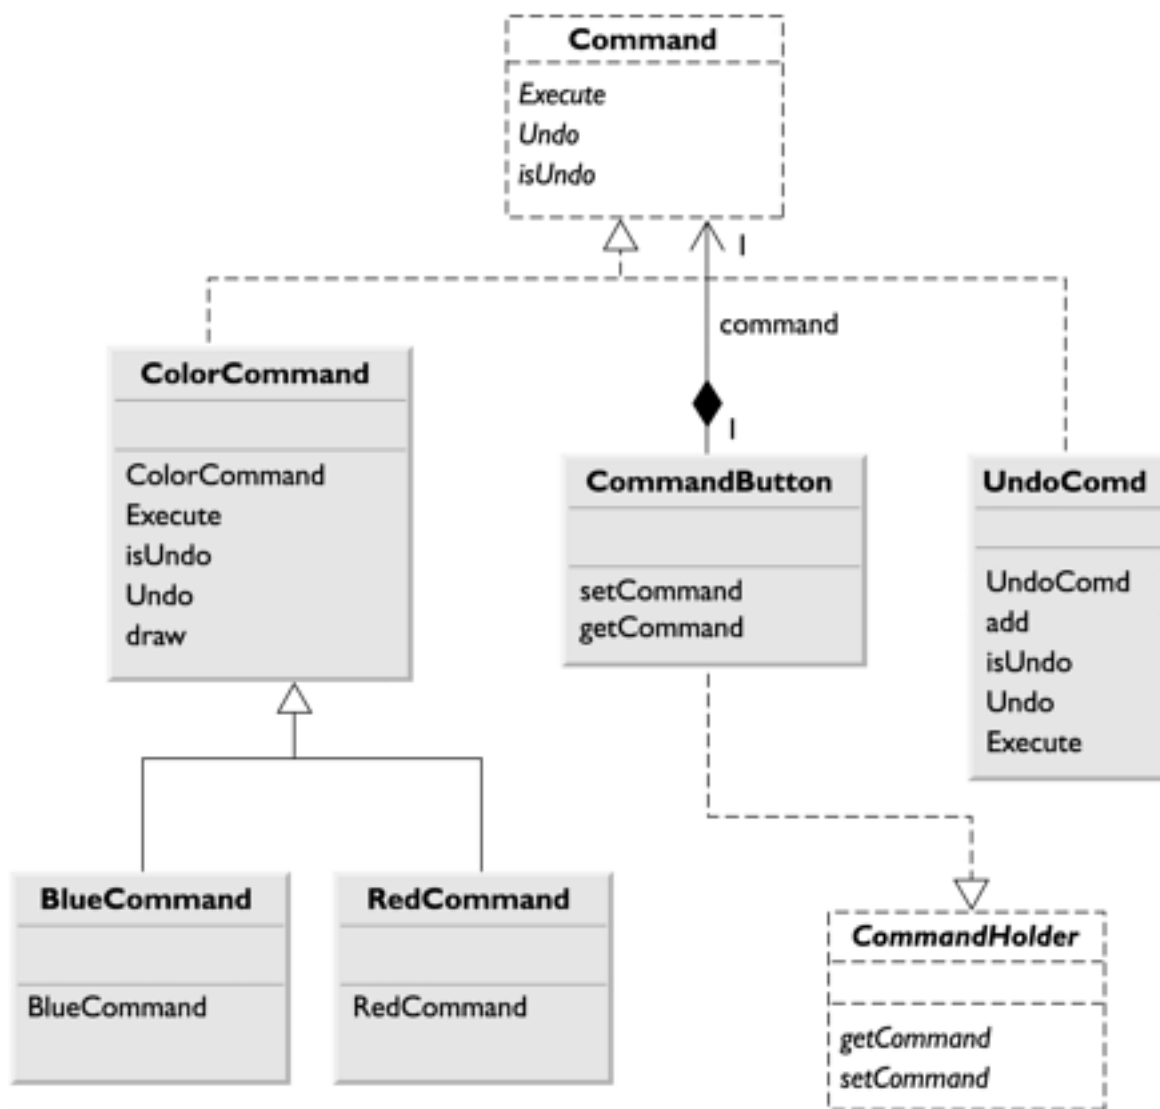 Command
Execute
Undo
isUndo
1
command
1
ColorCommand
ColorCommand
Execute
isUndo
Undo
draw
CommandButton
setCommand
getCommand
UndoComd
UndoComd
add
isUndo
Undo
Execute
BlueCommand
BlueCommand
RedCommand
RedCommand
CommandHolder
getCommand
setCommand